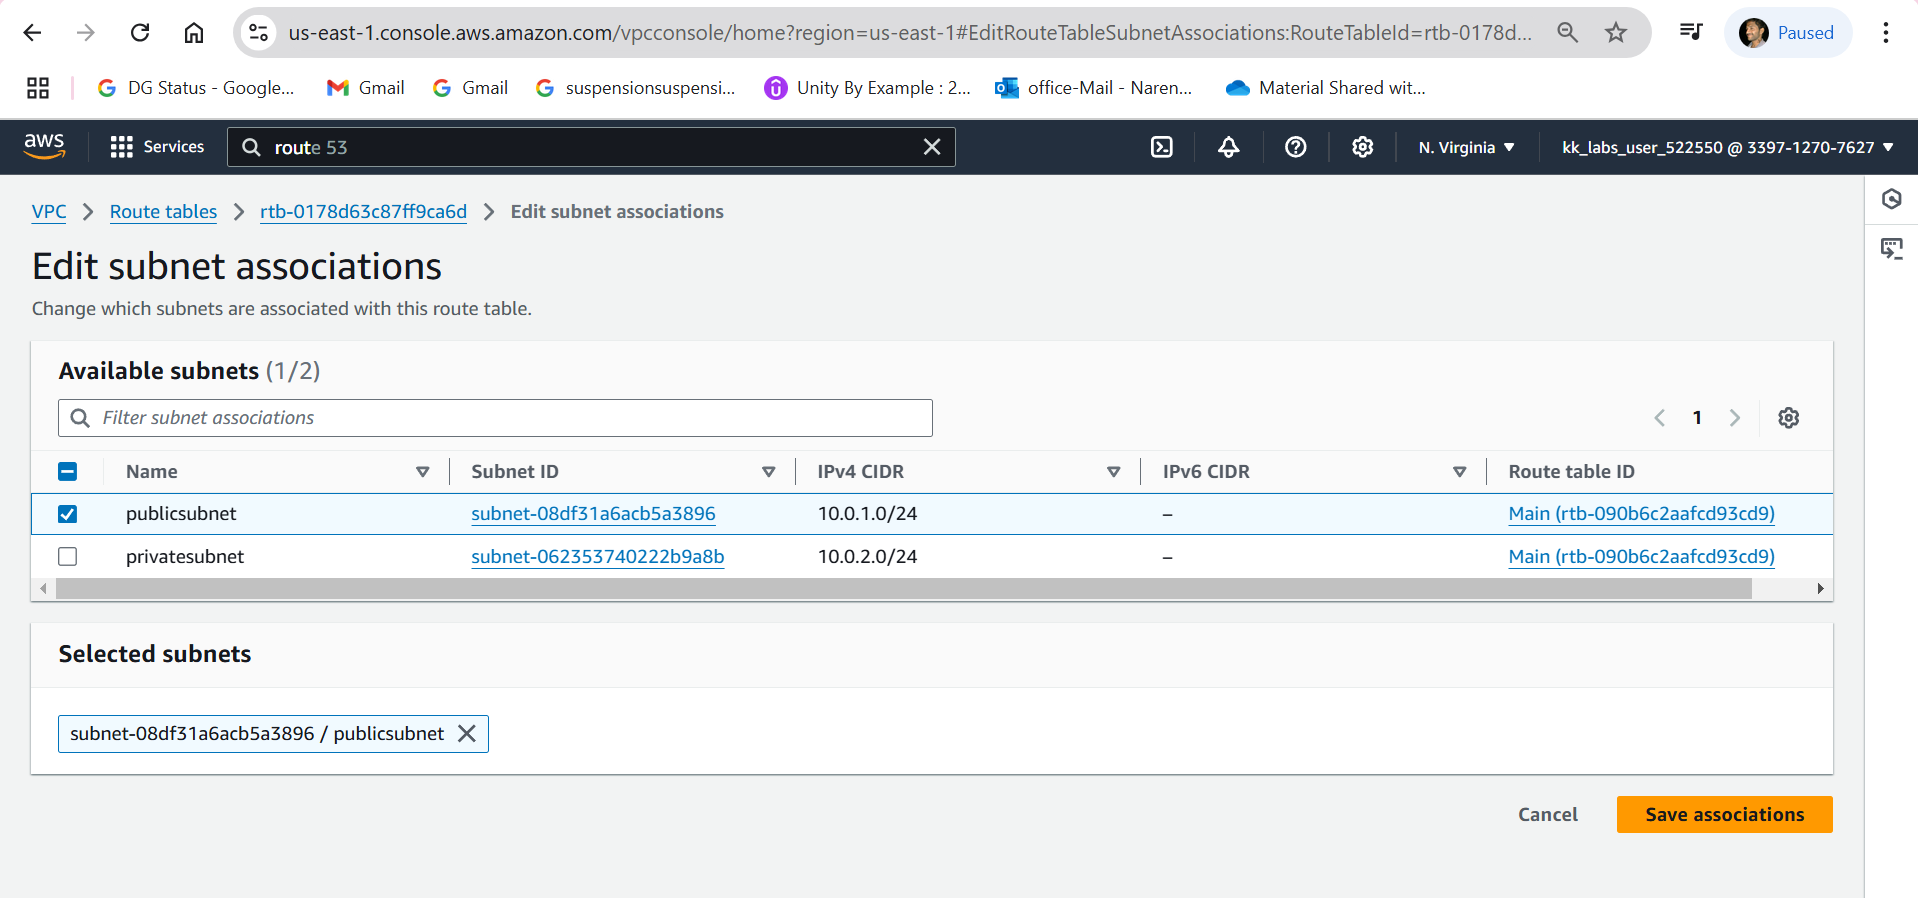 us-east-1.console.aws.amazon.com/vpcconsole/home?region=us-east-1#EditRouteTableSubnetAssociations:RouteTableId=rtb-0178d...
Paused
DG Status - Google...
Gmail
Gmail
suspensionsuspensi...
Unity By Example : 2...
office-Mail - Naren...
Material Shared wit...
aws
Services
route 53
N. Virginia
kk_labs_user_522550 @ 3397-1270-7627
VPC
Route tables
rtb-0178d63c87ff9ca6d
Edit subnet associations
Edit subnet associations
Change which subnets are associated with this route table.
Available subnets (1/2)
Filter subnet associations
1
Name Subnet ID IPv4 CIDR IPv6 CIDR Route table ID
publicsubnet subnet-08df31a6acb5a3896 10.0.1.0/24 – Main (rtb-090b6c2aafcd93cd9)
privatesubnet subnet-062353740222b9a8b 10.0.2.0/24 – Main (rtb-090b6c2aafcd93cd9)
Selected subnets
subnet-08df31a6acb5a3896 / publicsubnet
Cancel
Save associations